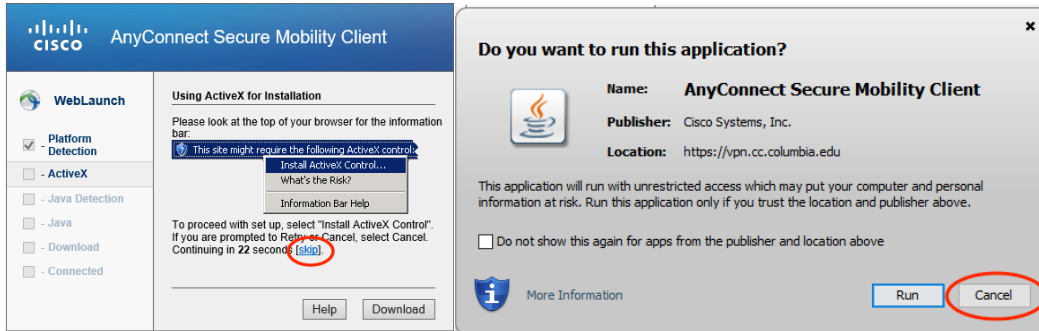 CISCO
AnyConnect Secure Mobility Client
WebLaunch
- Platform
Detection
- ActiveX
- Java Detection
- Java
- Download
- Connected
Using ActiveX for Installation
Please look at the top of your browser for the information
bar:
This site might require the following ActiveX control:
Install ActiveX Control...
What's the Risk?
Information Bar Help
To proceed with set up, select "Install ActiveX Control".
If you are prompted to Retry or Cancel, select Cancel.
Continuing in 22 seconds [skip].
Help
Download
x
Do you want to run this application?
Name: AnyConnect Secure Mobility Client
Publisher: Cisco Systems, Inc.
Location: https://vpn.cc.columbia.edu
This application will run with unrestricted access which may put your computer and personal
information at risk. Run this application only if you trust the location and publisher above.
Do not show this again for apps from the publisher and location above
More Information
Run
Cancel